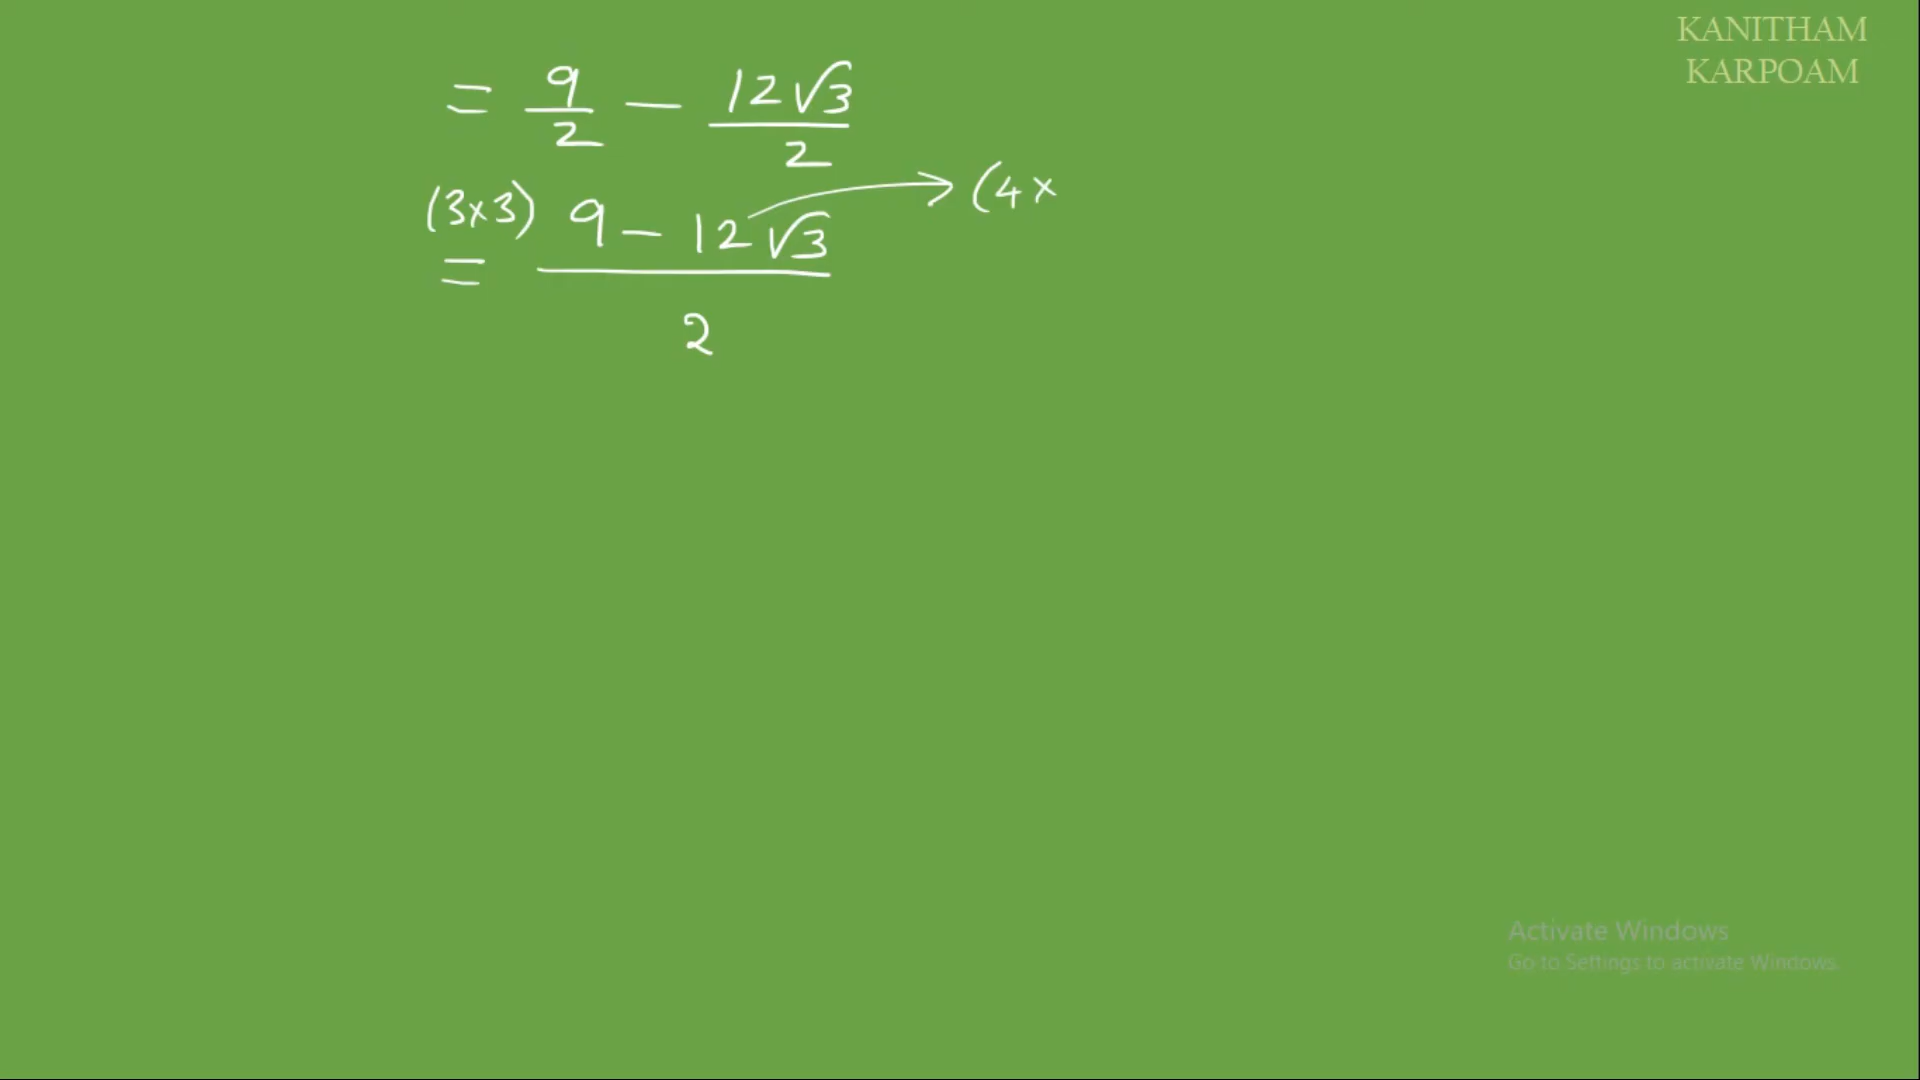 KANITHAM
KARPOAM
= 9/2 − 12√3/2
(3×3) 9 − 12√3 → (4×
=
2
Activate Windows
Go to Settings to activate Windows.